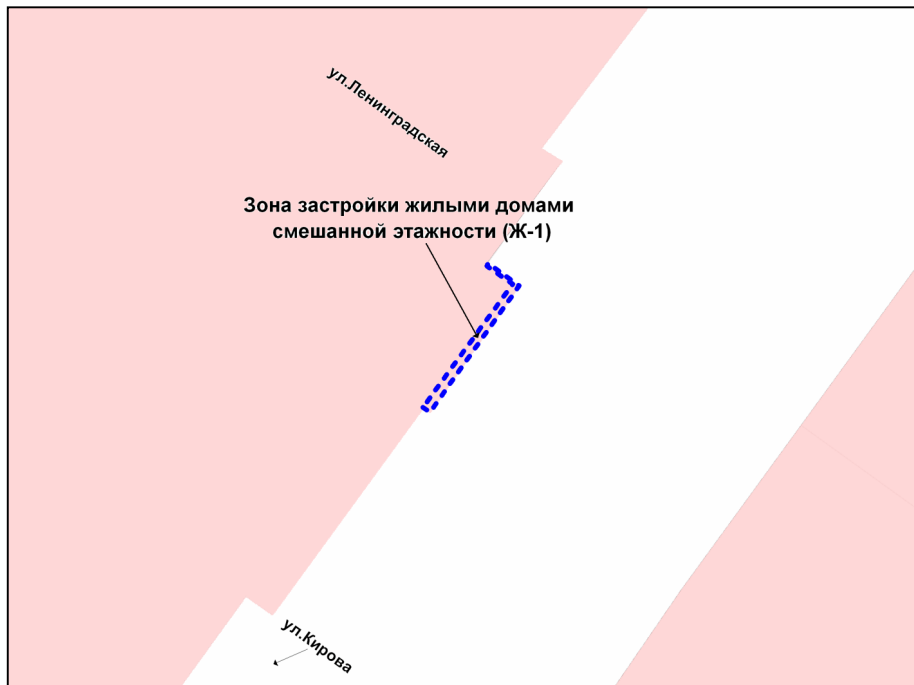 ул.Ленинградская
Зона застройки жилыми домами
смешанной этажности (Ж-1)
ул.Кирова